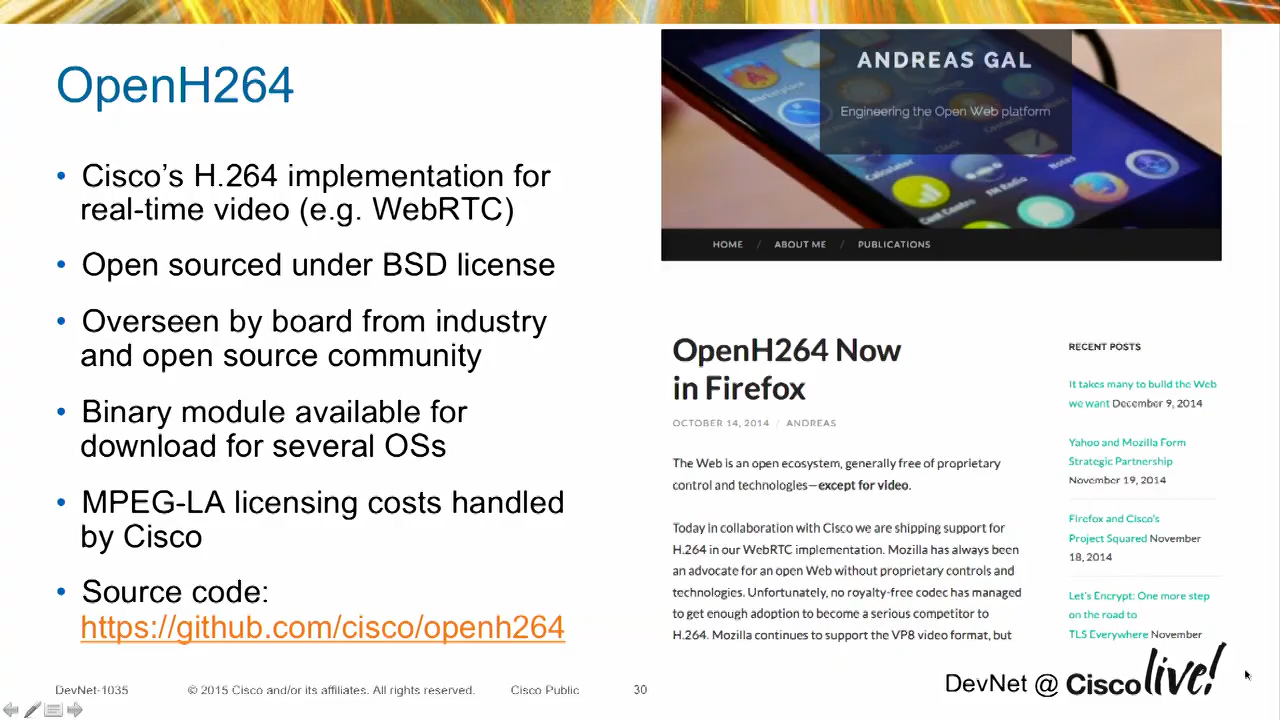 OpenH264
• Cisco's H.264 implementation for
real-time video (e.g. WebRTC)
• Open sourced under BSD license
• Overseen by board from industry
and open source community
• Binary module available for
download for several OSs
• MPEG-LA licensing costs handled
by Cisco
• Source code:
https://github.com/cisco/openh264
ANDREAS GAL
Engineering the Open Web platform
Marketplace
Calculator
FM Radio
Notes
HOME / ABOUT ME / PUBLICATIONS
OpenH264 Now
in Firefox
OCTOBER 14, 2014 / ANDREAS
The Web is an open ecosystem, generally free of proprietary
control and technologies—except for video.
Today in collaboration with Cisco we are shipping support for
H.264 in our WebRTC implementation. Mozilla has always been
an advocate for an open Web without proprietary controls and
technologies. Unfortunately, no royalty-free codec has managed
to get enough adoption to become a serious competitor to
H.264. Mozilla continues to support the VP8 video format, but
RECENT POSTS
It takes many to build the Web
we want December 9, 2014
Yahoo and Mozilla Form
Strategic Partnership
November 19, 2014
Firefox and Cisco's
Project Squared November
18, 2014
Let's Encrypt: One more step
on the road to
TLS Everywhere November
DevNet-1035
© 2015 Cisco and/or its affiliates. All rights reserved.
Cisco Public
30
DevNet @ Cisco live!